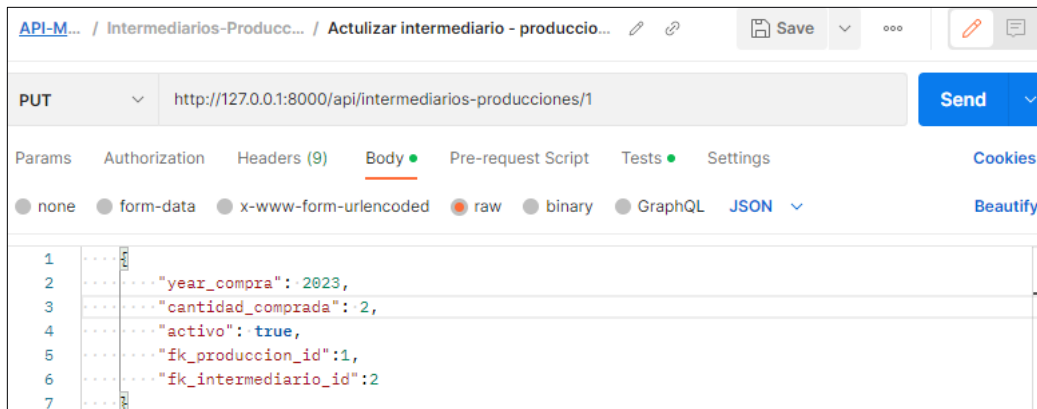 API-M... / Intermediarios-Producc... / Actulizar intermediario - produccio... Save ooo
PUT http://127.0.0.1:8000/api/intermediarios-producciones/1 Send
Params Authorization Headers (9) Body Pre-request Script Tests Settings Cookies
none form-data x-www-form-urlencoded raw binary GraphQL JSON Beautify
1 {
2 "year_compra": 2023,
3 "cantidad_comprada": 2,
4 "activo": true,
5 "fk_produccion_id":1,
6 "fk_intermediario_id":2
7 }